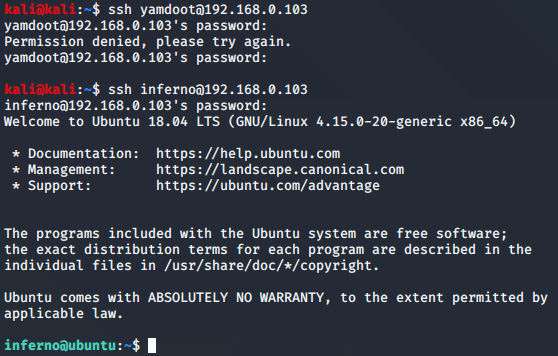 kali@kali:~$ ssh yamdoot@192.168.0.103
yamdoot@192.168.0.103's password:
Permission denied, please try again.
yamdoot@192.168.0.103's password:
kali@kali:~$ ssh inferno@192.168.0.103
inferno@192.168.0.103's password:
Welcome to Ubuntu 18.04 LTS (GNU/Linux 4.15.0-20-generic x86_64)
* Documentation:  https://help.ubuntu.com
* Management:     https://landscape.canonical.com
* Support:        https://ubuntu.com/advantage
The programs included with the Ubuntu system are free software;
the exact distribution terms for each program are described in the
individual files in /usr/share/doc/*/copyright.
Ubuntu comes with ABSOLUTELY NO WARRANTY, to the extent permitted by
applicable law.
inferno@ubuntu:~$